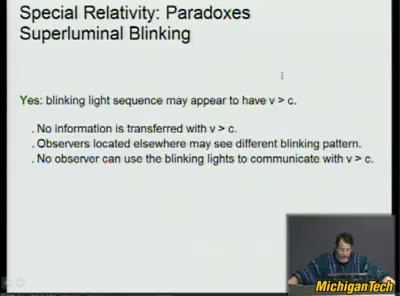 Special Relativity: Paradoxes
Superluminal Blinking
Yes: blinking light sequence may appear to have v > c.
. No information is transferred with v > c.
. Observers located elsewhere may see different blinking pattern.
. No observer can use the blinking lights to communicate with v > c.
MichiganTech